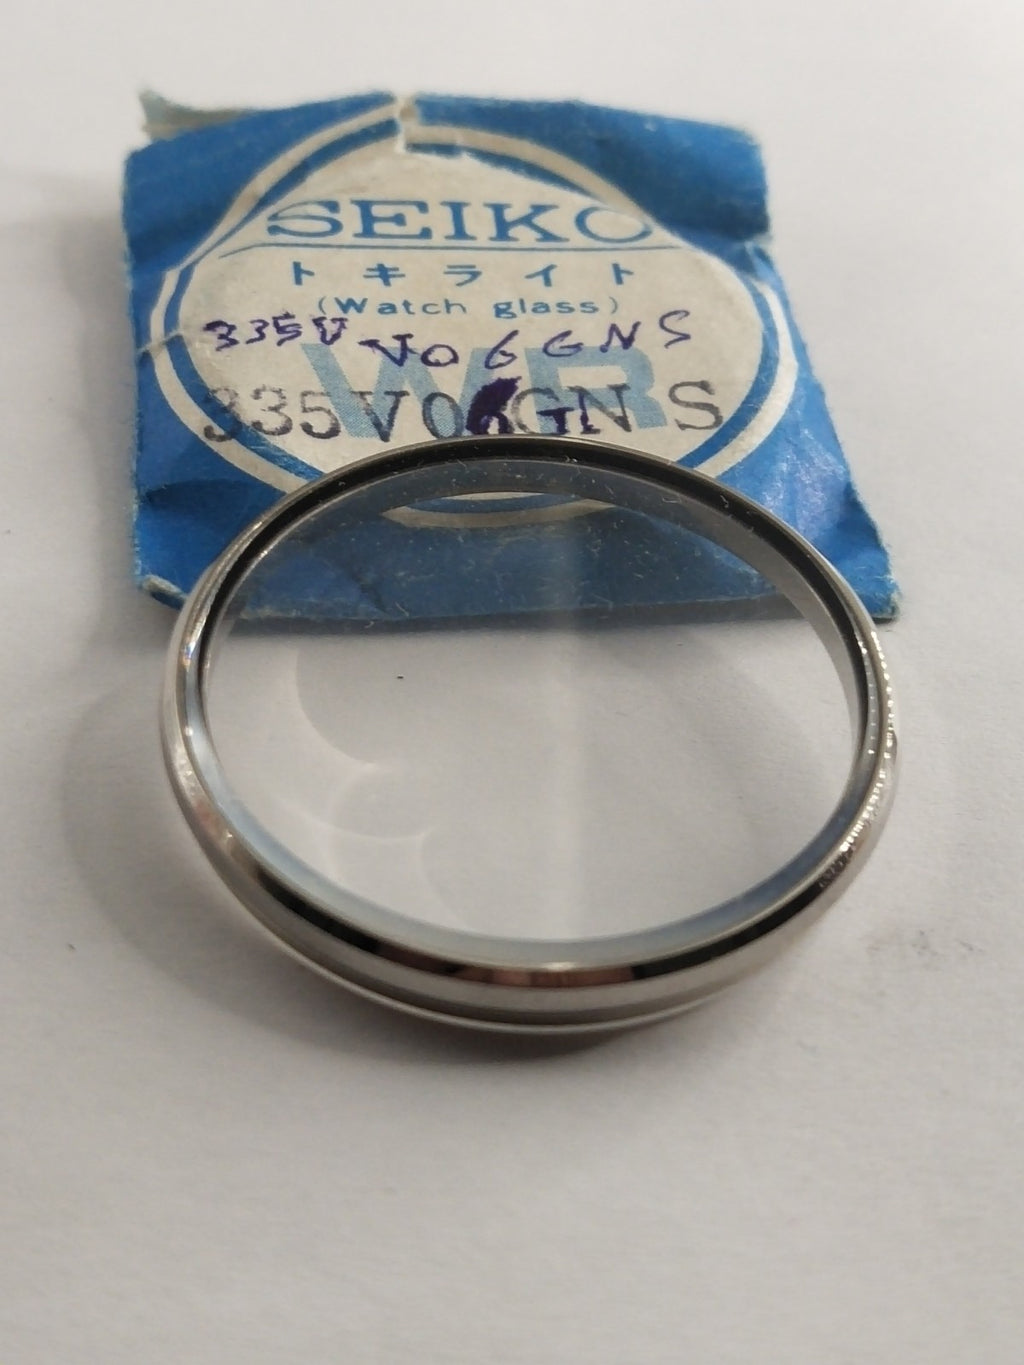 SEIKO
トキライト
(Watch glass)
335V V06GNS
WR
335V06GNS